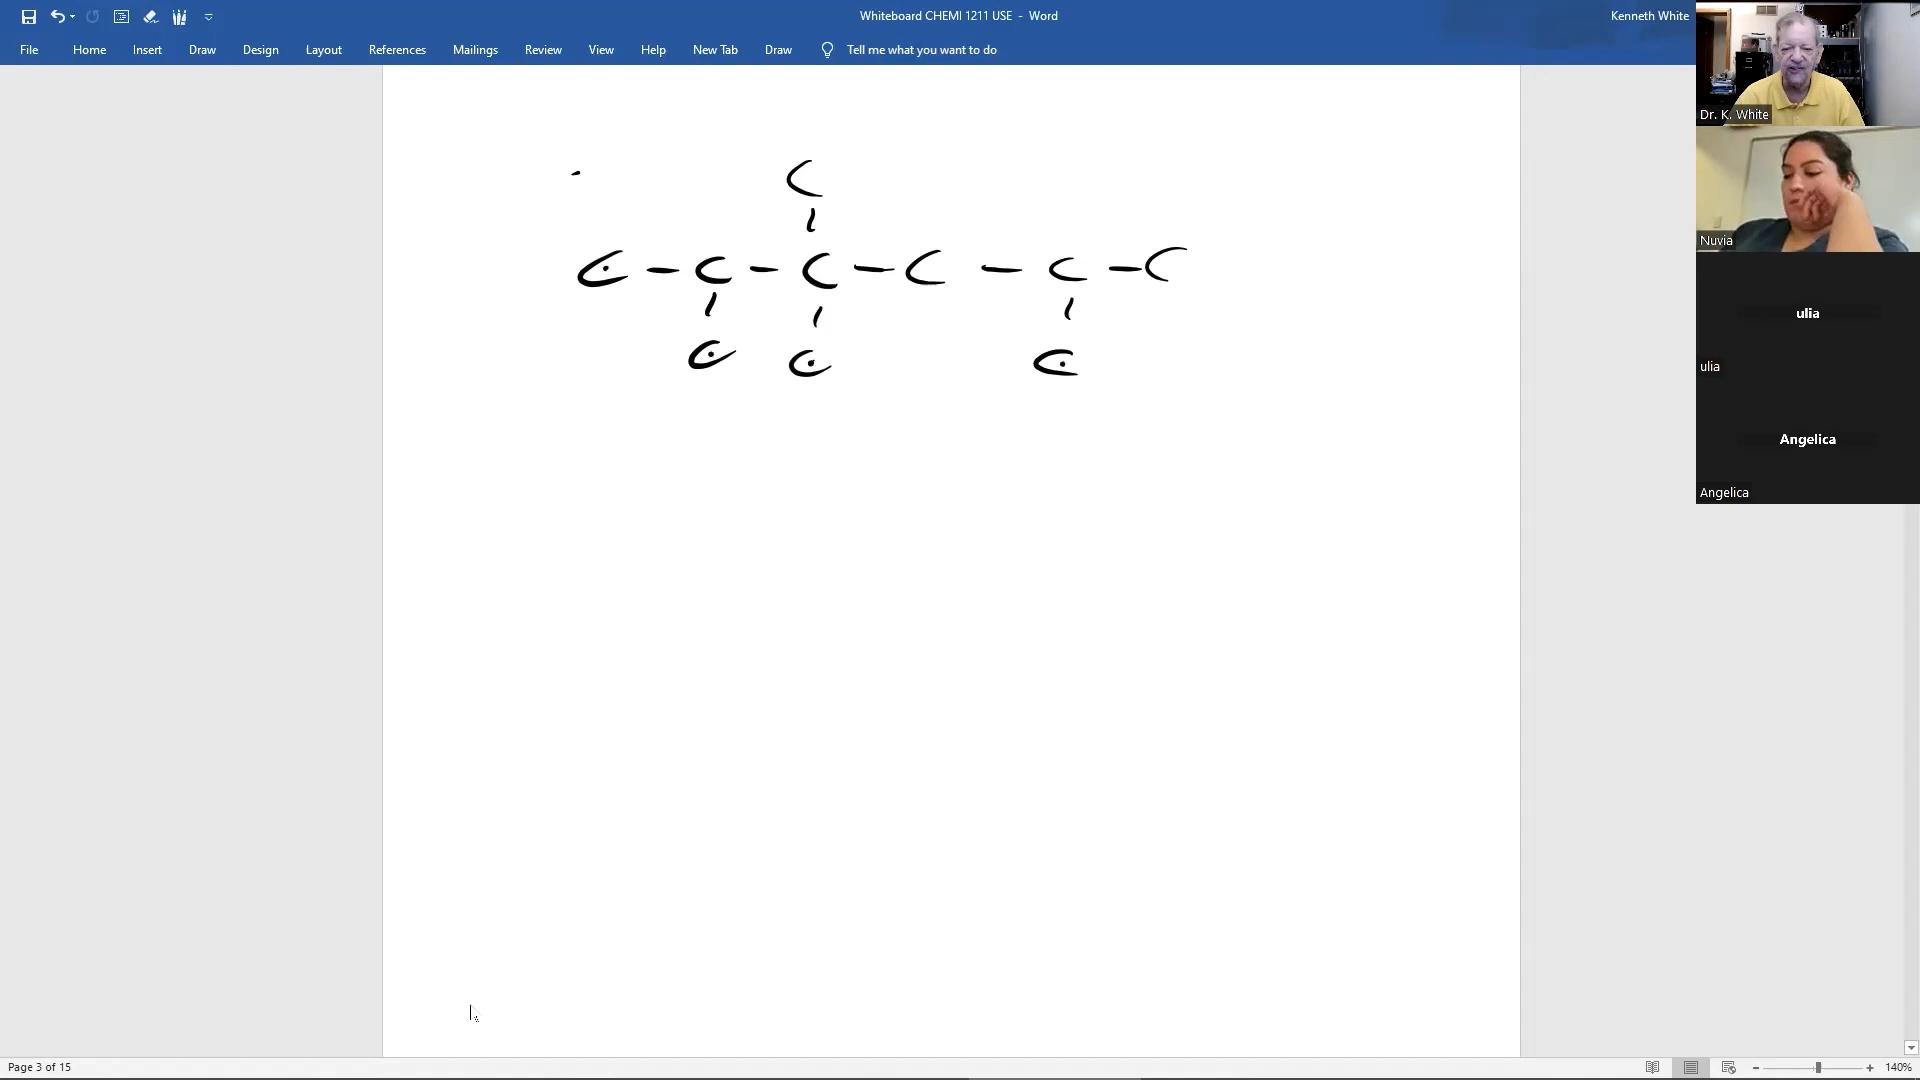 Whiteboard CHEMI 1211 USE - Word
Kenneth White
File Home Insert Draw Design Layout References Mailings Review View Help New Tab Draw Tell me what you want to do
Dr. K. White
Nuvia
ulia
ulia
Angelica
Angelica
C
C - C - C - C - C - C
C C C
Page 3 of 15
140%